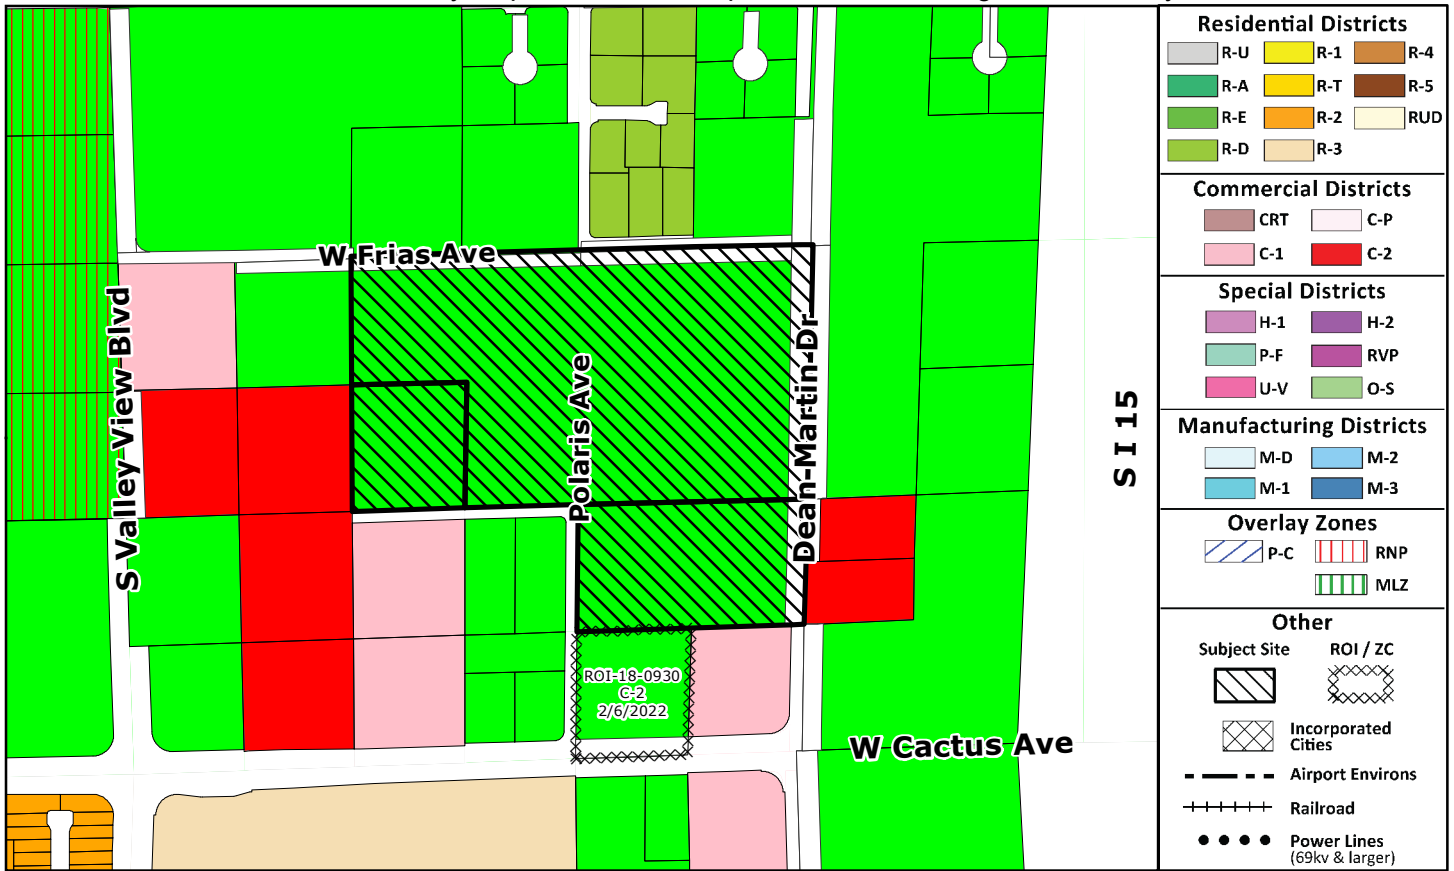 W Frias Ave
S Valley View Blvd
Polaris Ave
Dean Martin Dr
S I 15
ROI-18-0930
C-2
2/6/2022
W Cactus Ave
Residential Districts
R-U
R-1
R-4
R-A
R-T
R-5
R-E
R-2
RUD
R-D
R-3
Commercial Districts
CRT
C-P
C-1
C-2
Special Districts
H-1
H-2
P-F
RVP
U-V
O-S
Manufacturing Districts
M-D
M-2
M-1
M-3
Overlay Zones
P-C
RNP
MLZ
Other
Subject Site
ROI / ZC
Incorporated
Cities
Airport Environs
Railroad
Power Lines
(69kv & larger)